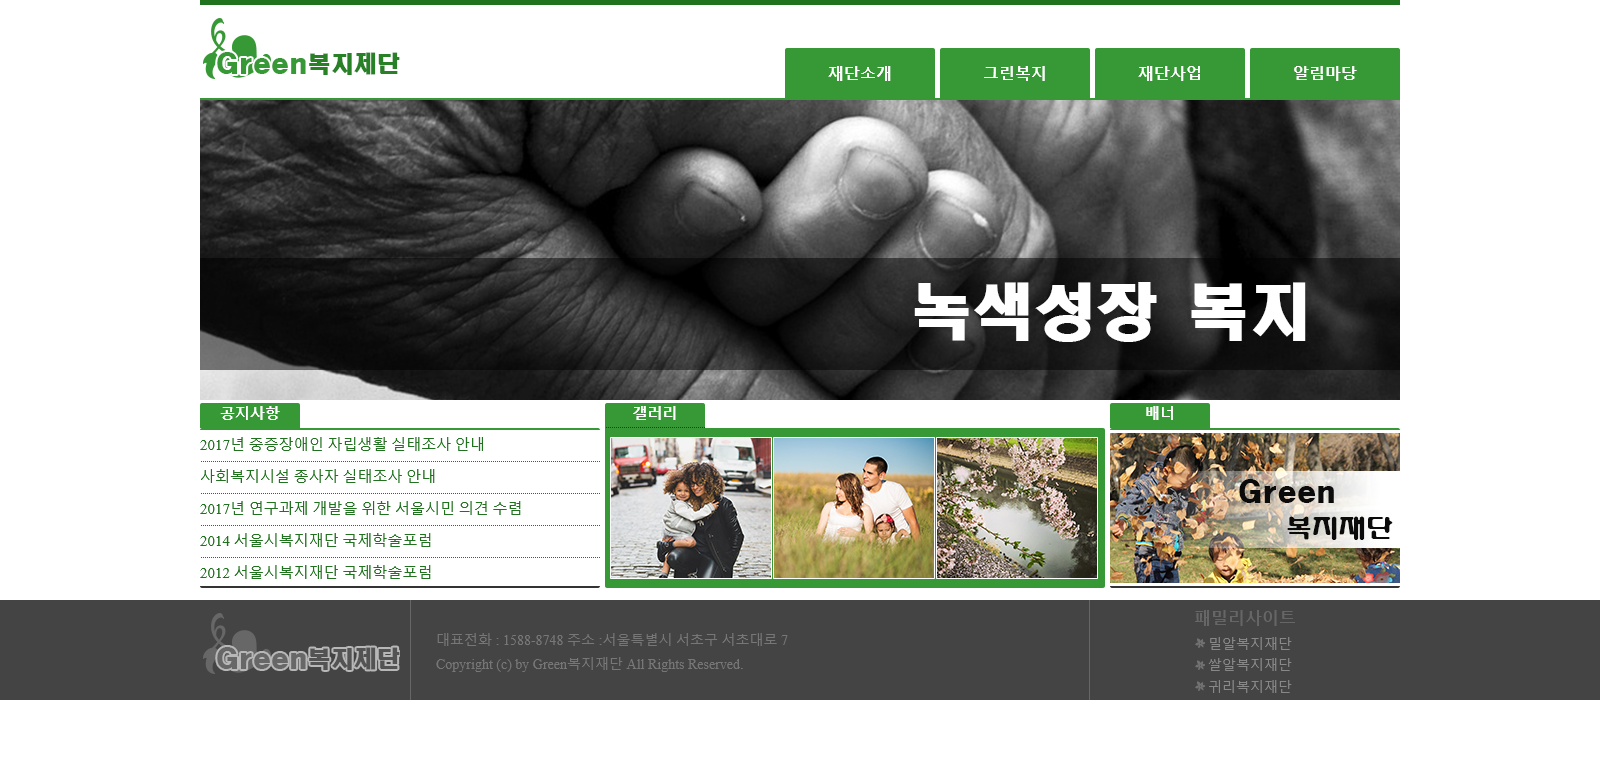 Green복지제단
재단소개 그린복지 재단사업 알림마당
녹색성장 복지
공지사항
2017년 중증장애인 자립생활 실태조사 안내
사회복지시설 종사자 실태조사 안내
2017년 연구과제 개발을 위한 서울시민 의견 수렴
2014 서울시복지재단 국제학술포럼
2012 서울시복지재단 국제학술포럼
갤러리
배너
Green
복지재단
Green복지제단
대표전화 : 1588-8748 주소 :서울특별시 서초구 서초대로 7
Copyright (c) by Green복지재단 All Rights Reserved.
패밀리사이트
밀알복지재단
쌀알복지재단
귀리복지재단